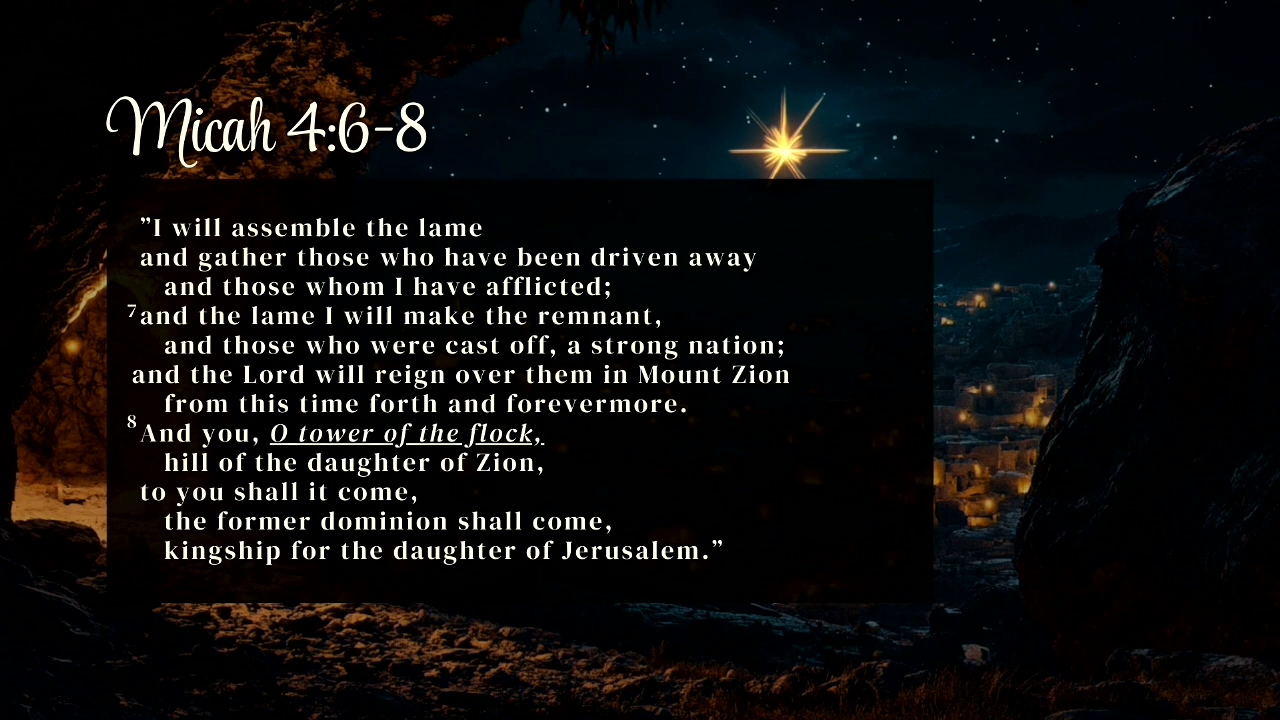 Micah 4:6-8
”I will assemble the lame
and gather those who have been driven away
and those whom I have afflicted;
7and the lame I will make the remnant,
and those who were cast off, a strong nation;
and the Lord will reign over them in Mount Zion
from this time forth and forevermore.
8And you, O tower of the flock,
hill of the daughter of Zion,
to you shall it come,
the former dominion shall come,
kingship for the daughter of Jerusalem.”